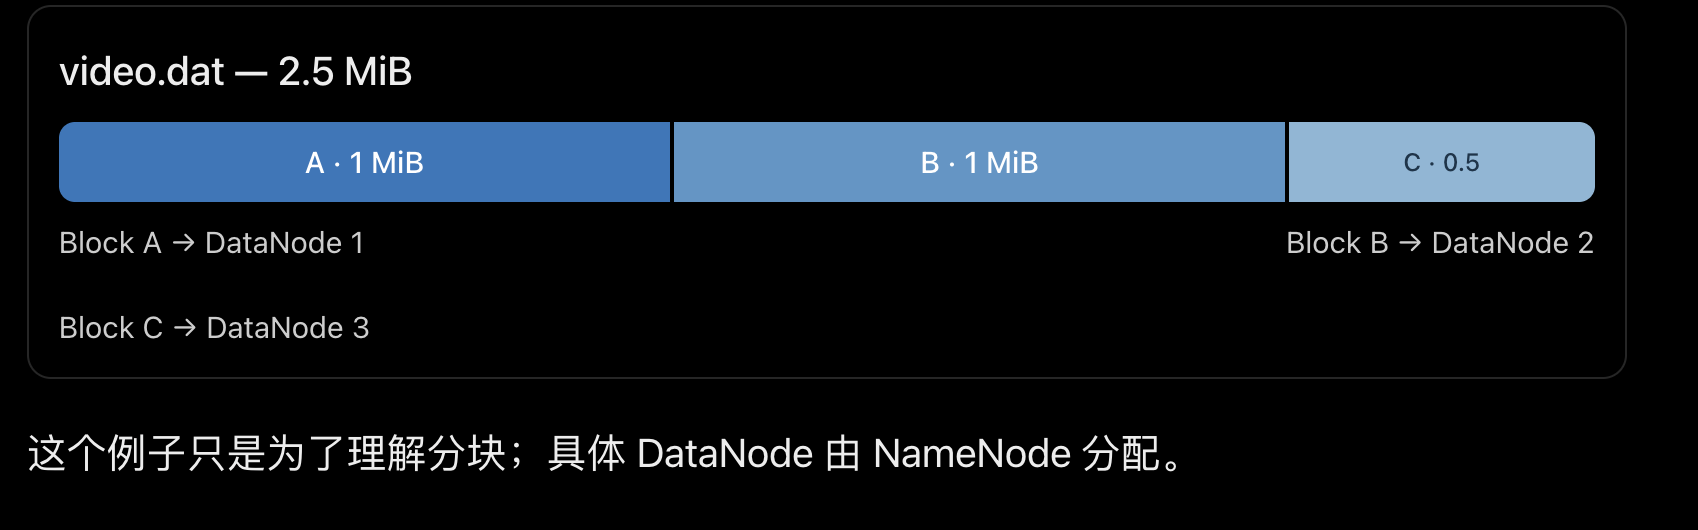 video.dat — 2.5 MiB
A · 1 MiB
B · 1 MiB
C · 0.5
Block A → DataNode 1
Block B → DataNode 2
Block C → DataNode 3
这个例子只是为了理解分块；具体 DataNode 由 NameNode 分配。